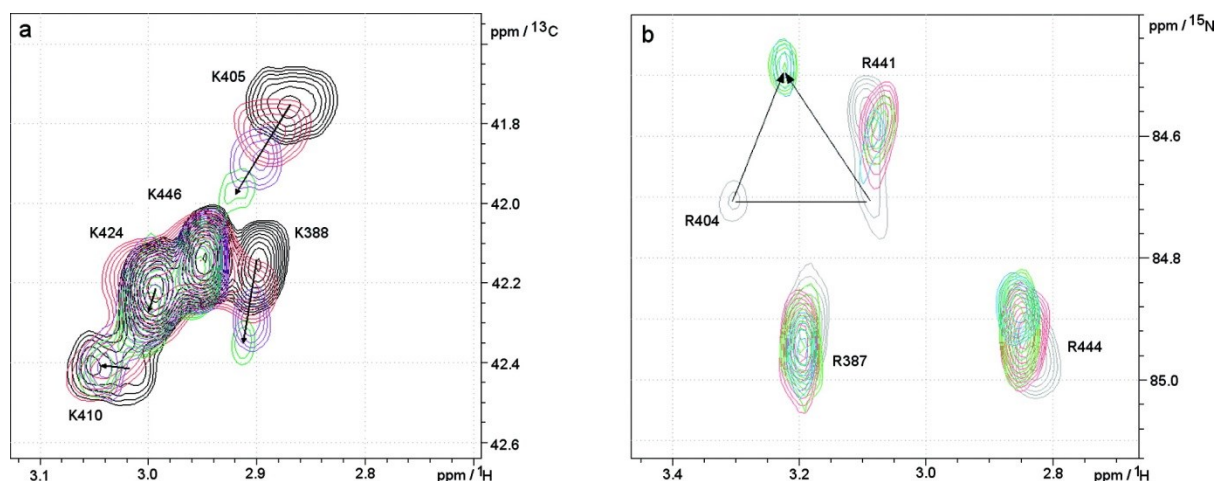 a
ppm / 13C
K405
41.8
42.0
K446
K424
K388
42.2
42.4
K410
42.6
3.1 3.0 2.9
ppm / 1H
b
ppm / 15N
R441
84.6
R404
84.8
R387
R444
85.0
3.4 3.2 3.0 2.8
ppm / 1H